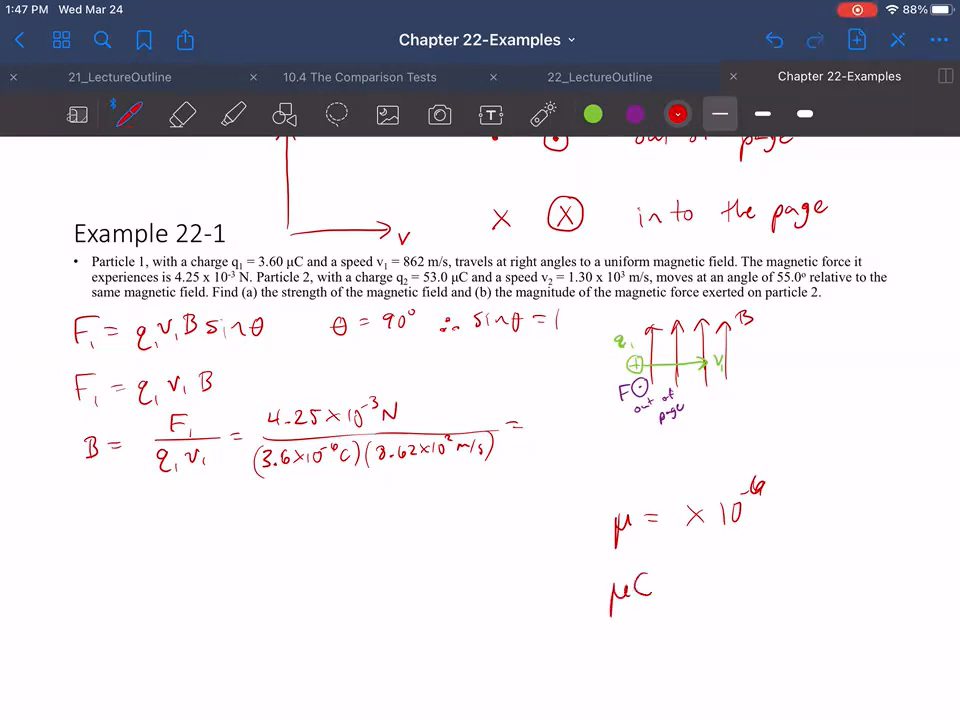 1:47 PM Wed Mar 24
88%
Chapter 22-Examples
21_LectureOutline
10.4 The Comparison Tests
22_LectureOutline
Chapter 22-Examples
out of page
X ⓧ into the page
v
Example 22-1
• Particle 1, with a charge q₁ = 3.60 μC and a speed v₁ = 862 m/s, travels at right angles to a uniform magnetic field. The magnetic force it
experiences is 4.25 x 10⁻³ N. Particle 2, with a charge q₂ = 53.0 μC and a speed v₂ = 1.30 x 10³ m/s, moves at an angle of 55.0º relative to the
same magnetic field. Find (a) the strength of the magnetic field and (b) the magnitude of the magnetic force exerted on particle 2.
F₁ = q₁ v₁ B sinθ θ = 90° ∴ sinθ = 1
B
q₁
+ v₁
F₁ = q₁ v₁ B
F ⊙
out of
page
B = F₁ / q₁ v₁ = 4.25 × 10⁻³ N / (3.6 × 10⁻⁶ C)(8.62 × 10² m/s) =
μ = × 10⁻⁶
μC